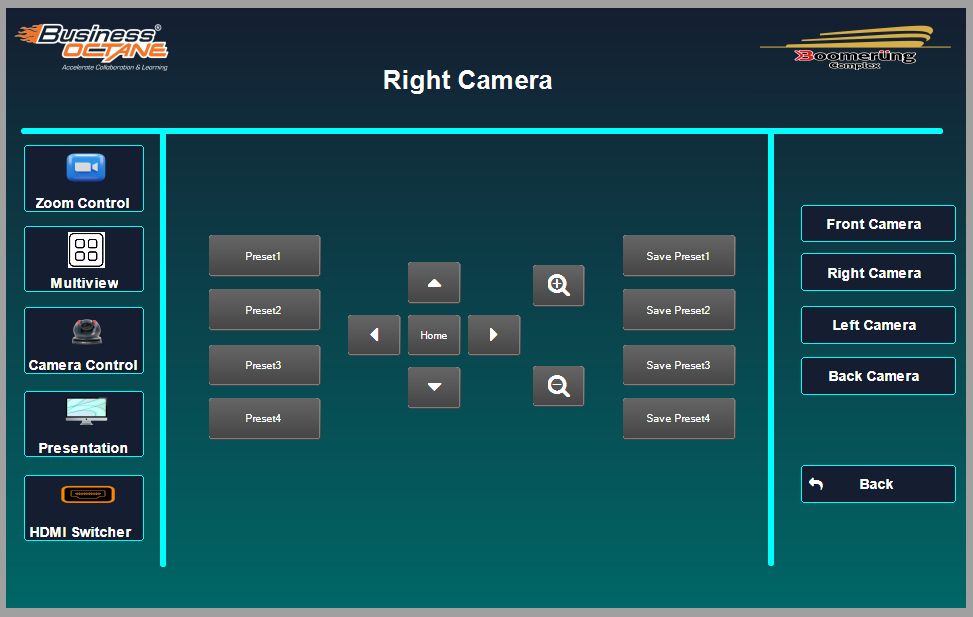 Business®
OCTANE
Accelerate Collaboration & Learning
Boomerüng
Complex
Right Camera
Zoom Control
Multiview
Camera Control
Presentation
HDMI Switcher
Preset1
Preset2
Preset3
Preset4
Home
Save Preset1
Save Preset2
Save Preset3
Save Preset4
Front Camera
Right Camera
Left Camera
Back Camera
Back